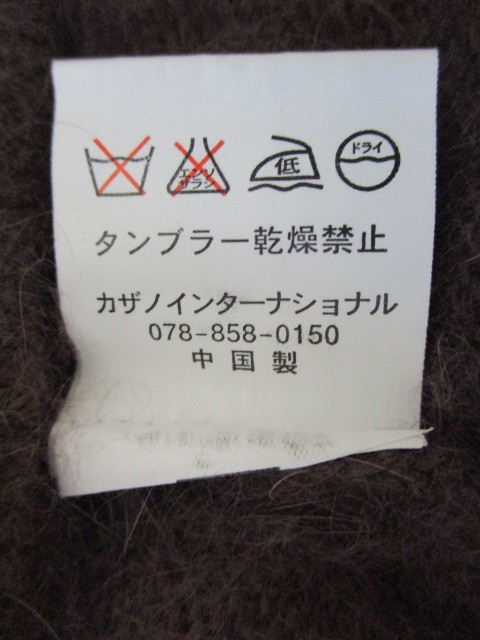 エンソ
サラシ
低
ドライ
タンブラー乾燥禁止
カザノインターナショナル
078-858-0150
中国製